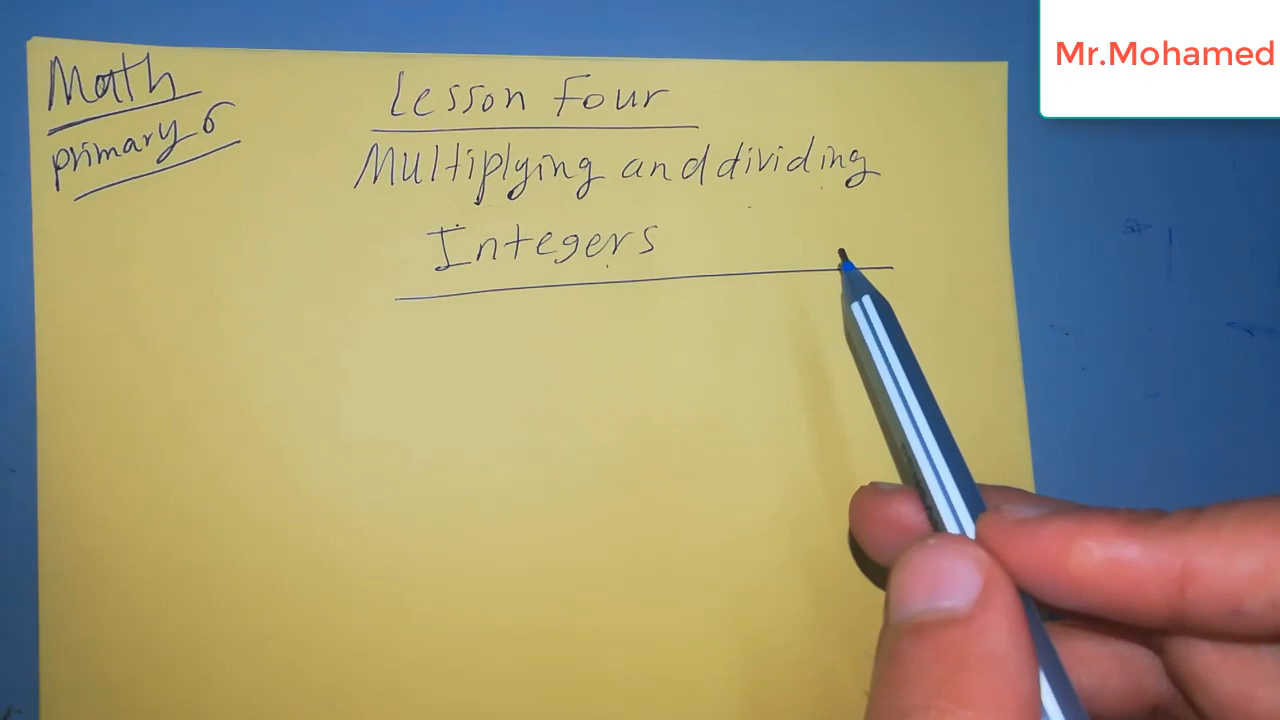 Mr.Mohamed
Math
primary 6
Lesson Four
Multiplying and dividing
Integers